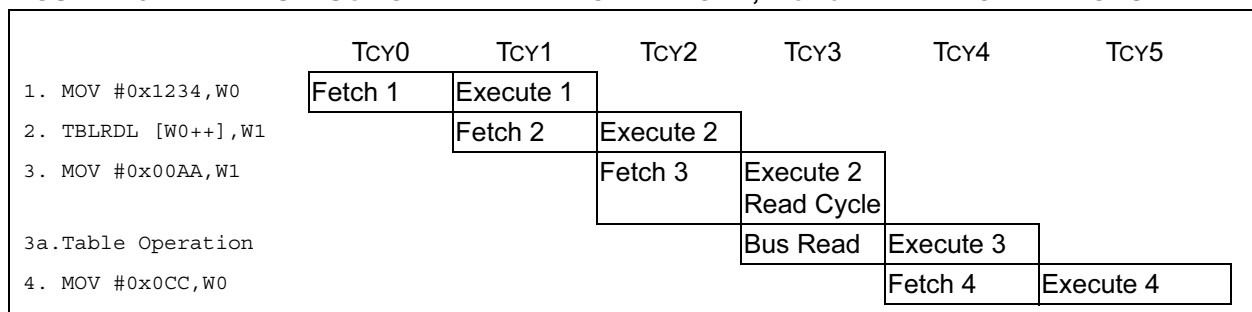 TCY0 TCY1 TCY2 TCY3 TCY4 TCY5
1. MOV #0x1234,W0 Fetch 1 Execute 1
2. TBLRDL [W0++],W1 Fetch 2 Execute 2
3. MOV #0x00AA,W1 Fetch 3 Execute 2
Read Cycle
3a.Table Operation Bus Read Execute 3
4. MOV #0x0CC,W0 Fetch 4 Execute 4